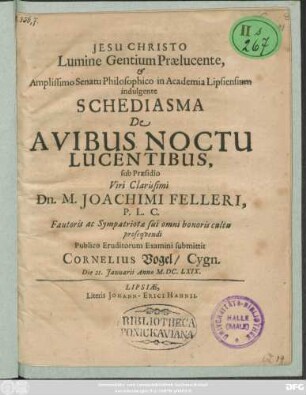 JESU CHRISTO
Lumine Gentium Prælucente,
&
Amplissimo Senatu Philosophico in Academia Lipsiensium
indulgente
SCHEDIASMA
De
AVIBUS NOCTU
LUCENTIBUS,
sub Præsidio
Viri Clarissimi
Dn. M. JOACHIMI FELLERI,
P. L. C.
Fautoris ac Sympatriotæ sui omni honoris cultu
prosequendi
Publico Eruditorum Examini submittit
CORNELIUS Vogel/ Cygn.
Die 21. Januarii Anno M.DC.LXIX.
LIPSIÆ,
Literis JOHANN-ERICI HAHNII.
II s
267
BIBLIOTHECA
PONICKAVIANA
HALLE
(SAALE)
DFG